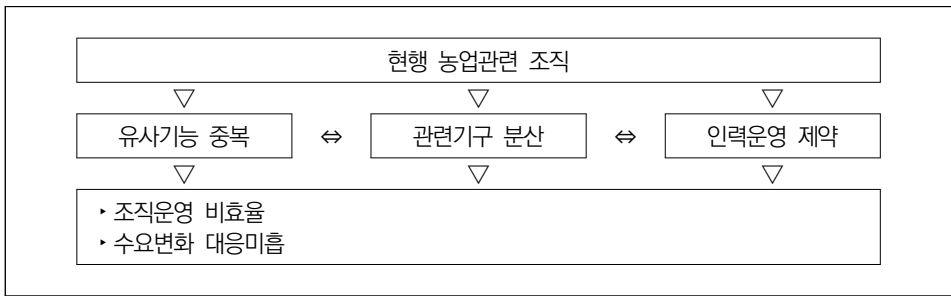 현행 농업관련 조직
▽ ▽ ▽
유사기능 중복 ⇔ 관련기구 분산 ⇔ 인력운영 제약
▽ ▽ ▽
‣조직운영 비효율
‣수요변화 대응미흡